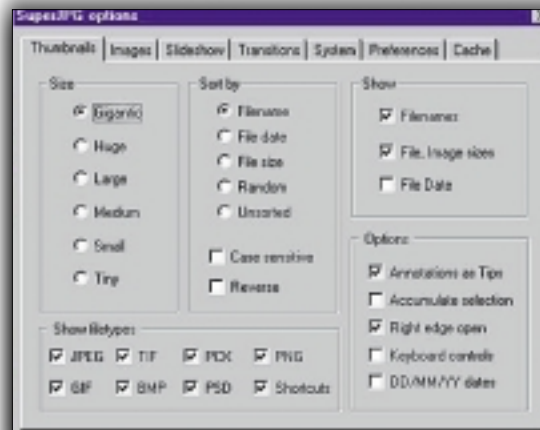 SuperJPG options
Thumbnails Images Slideshow Transitions System Preferences Cache
Size
Gigantic
Huge
Large
Medium
Small
Tiny
Sort by
Filename
File date
File size
Random
Unsorted
Case sensitive
Reverse
Show
Filenames
File, Image sizes
File Date
Options
Annotations as Tips
Accumulate selection
Right edge open
Keyboard controls
DD/MM/YY dates
Show filetypes
JPEG TIF PCX PNG
GIF BMP PSD Shortcuts